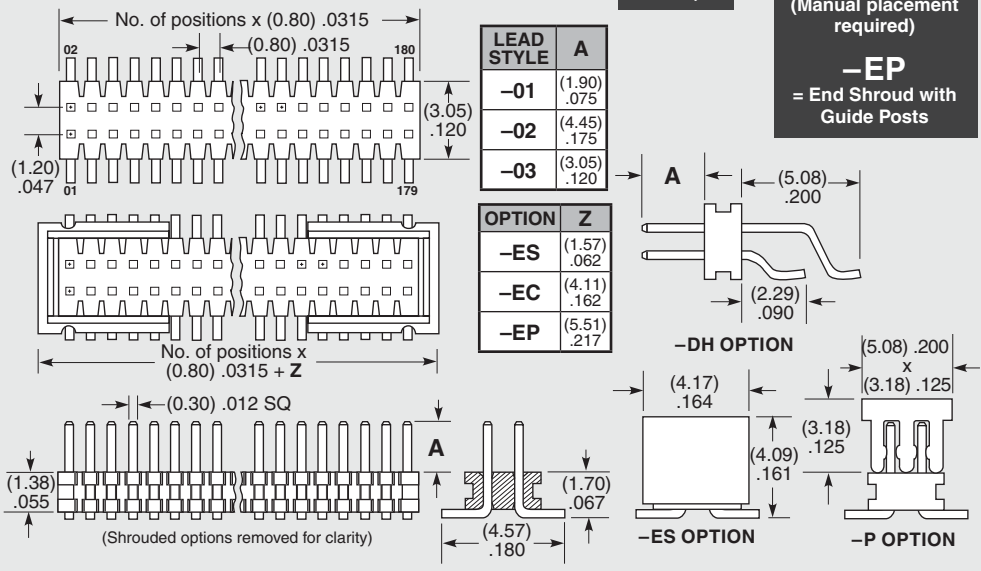 No. of positions x (0.80) .0315
(0.80) .0315
02
180
(3.05)
.120
(1.20)
.047
01
179
LEAD STYLE A
–01 (1.90) .075
–02 (4.45) .175
–03 (3.05) .120
(Manual placement
required)
–EP
= End Shroud with
Guide Posts
OPTION Z
–ES (1.57) .062
–EC (4.11) .162
–EP (5.51) .217
A
(5.08)
.200
(2.29)
.090
–DH OPTION
No. of positions x
(0.80) .0315 + Z
(0.30) .012 SQ
A
(1.38)
.055
(Shrouded options removed for clarity)
(1.70)
.067
(4.57)
.180
(4.17)
.164
(4.09)
.161
–ES OPTION
(5.08) .200
x
(3.18) .125
(3.18)
.125
–P OPTION